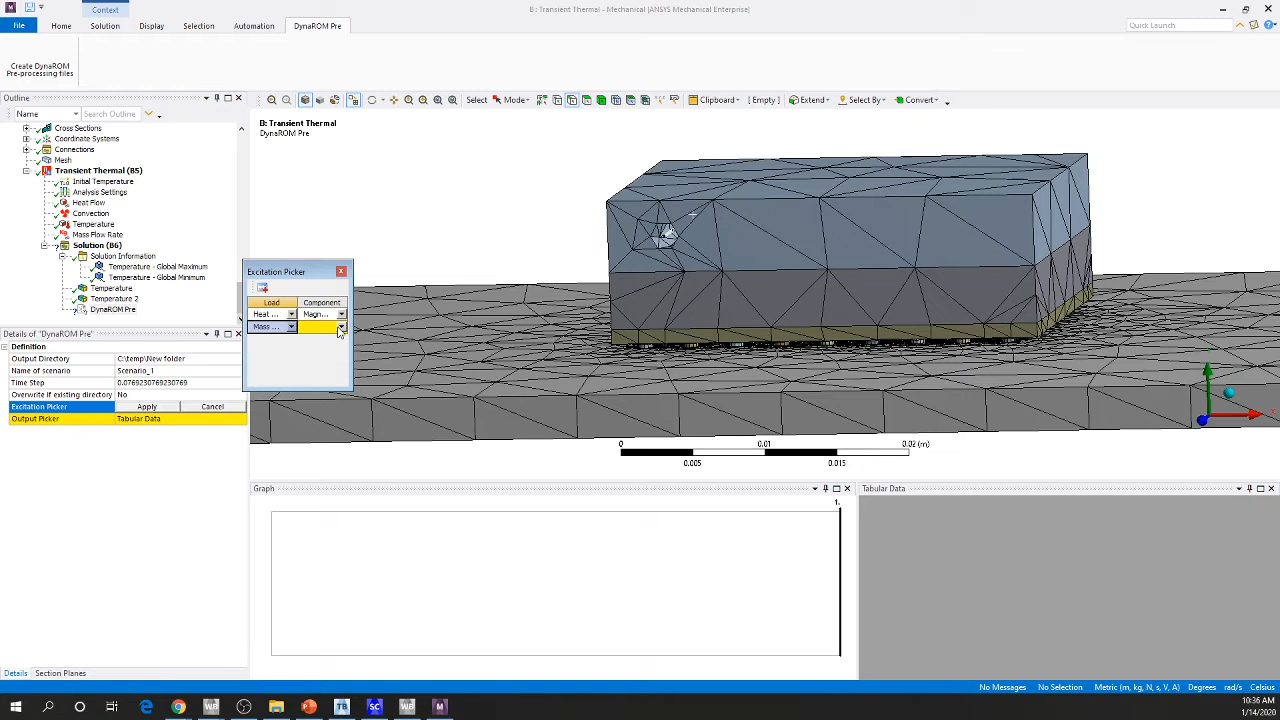 Context
B : Transient Thermal - Mechanical [ANSYS Mechanical Enterprise]
File Home Solution Display Selection Automation DynaROM Pre
Quick Launch
Create DynaROM
Pre-processing files
Outline
Name Search Outline
Select Mode Clipboard [ Empty ] Extend Select By Convert
Cross Sections
Coordinate Systems
Connections
Mesh
Transient Thermal (B5)
Initial Temperature
Analysis Settings
Heat Flow
Convection
Temperature
Mass Flow Rate
Solution (B6)
Solution Information
Temperature - Global Maximum
Temperature - Global Minimum
Temperature
Temperature 2
DynaROM Pre
B: Transient Thermal
DynaROM Pre
Excitation Picker
Load Component
Heat ... Magn...
Mass ...
Details of "DynaROM Pre"
Definition
Output Directory C:\temp\New folder
Name of scenario Scenario_1
Time Step 0.0769230769230769
Overwrite if existing directory No
Excitation Picker Apply Cancel
Output Picker Tabular Data
0 0.01 0.02 (m)
0.005 0.015
Graph
1.
Tabular Data
Details Section Planes
No Messages No Selection Metric (m, kg, N, s, V, A) Degrees rad/s Celsius
10:36 AM
1/14/2020